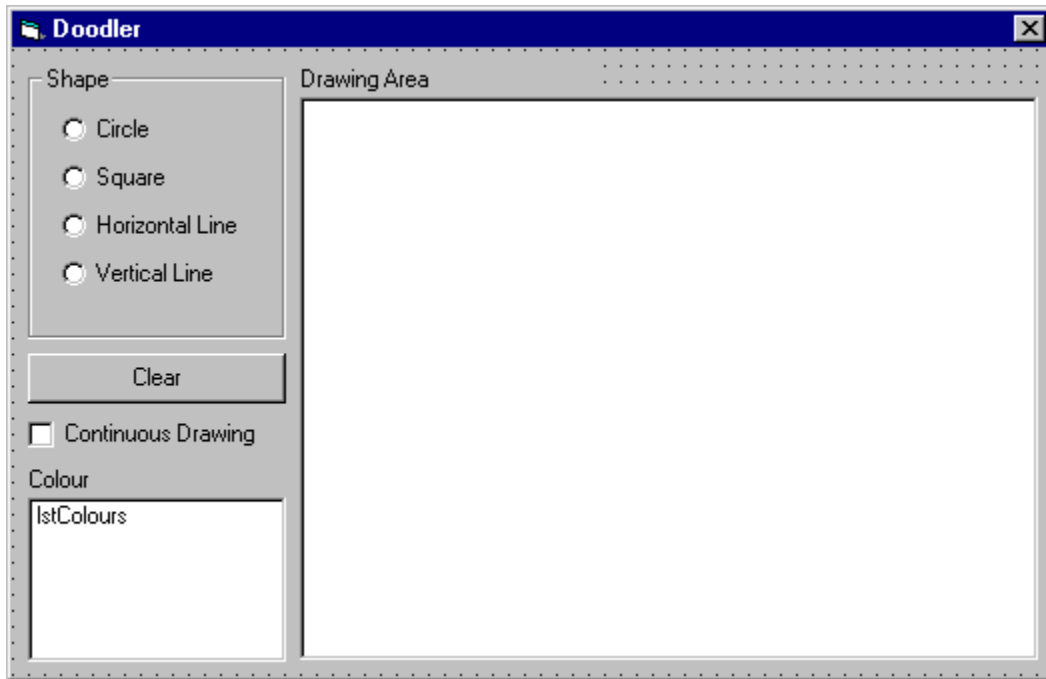 Doodler
Shape
Circle
Square
Horizontal Line
Vertical Line
Clear
Continuous Drawing
Colour
lstColours
Drawing Area